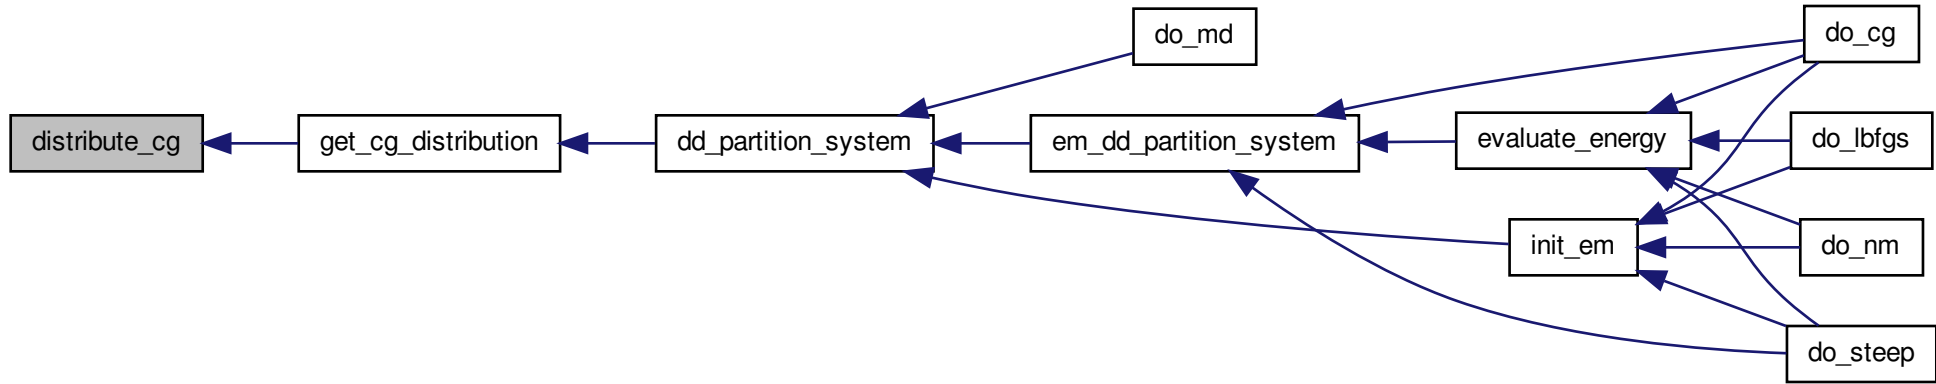 do_md
do_cg
distribute_cg
get_cg_distribution
dd_partition_system
em_dd_partition_system
evaluate_energy
do_lbfgs
init_em
do_nm
do_steep